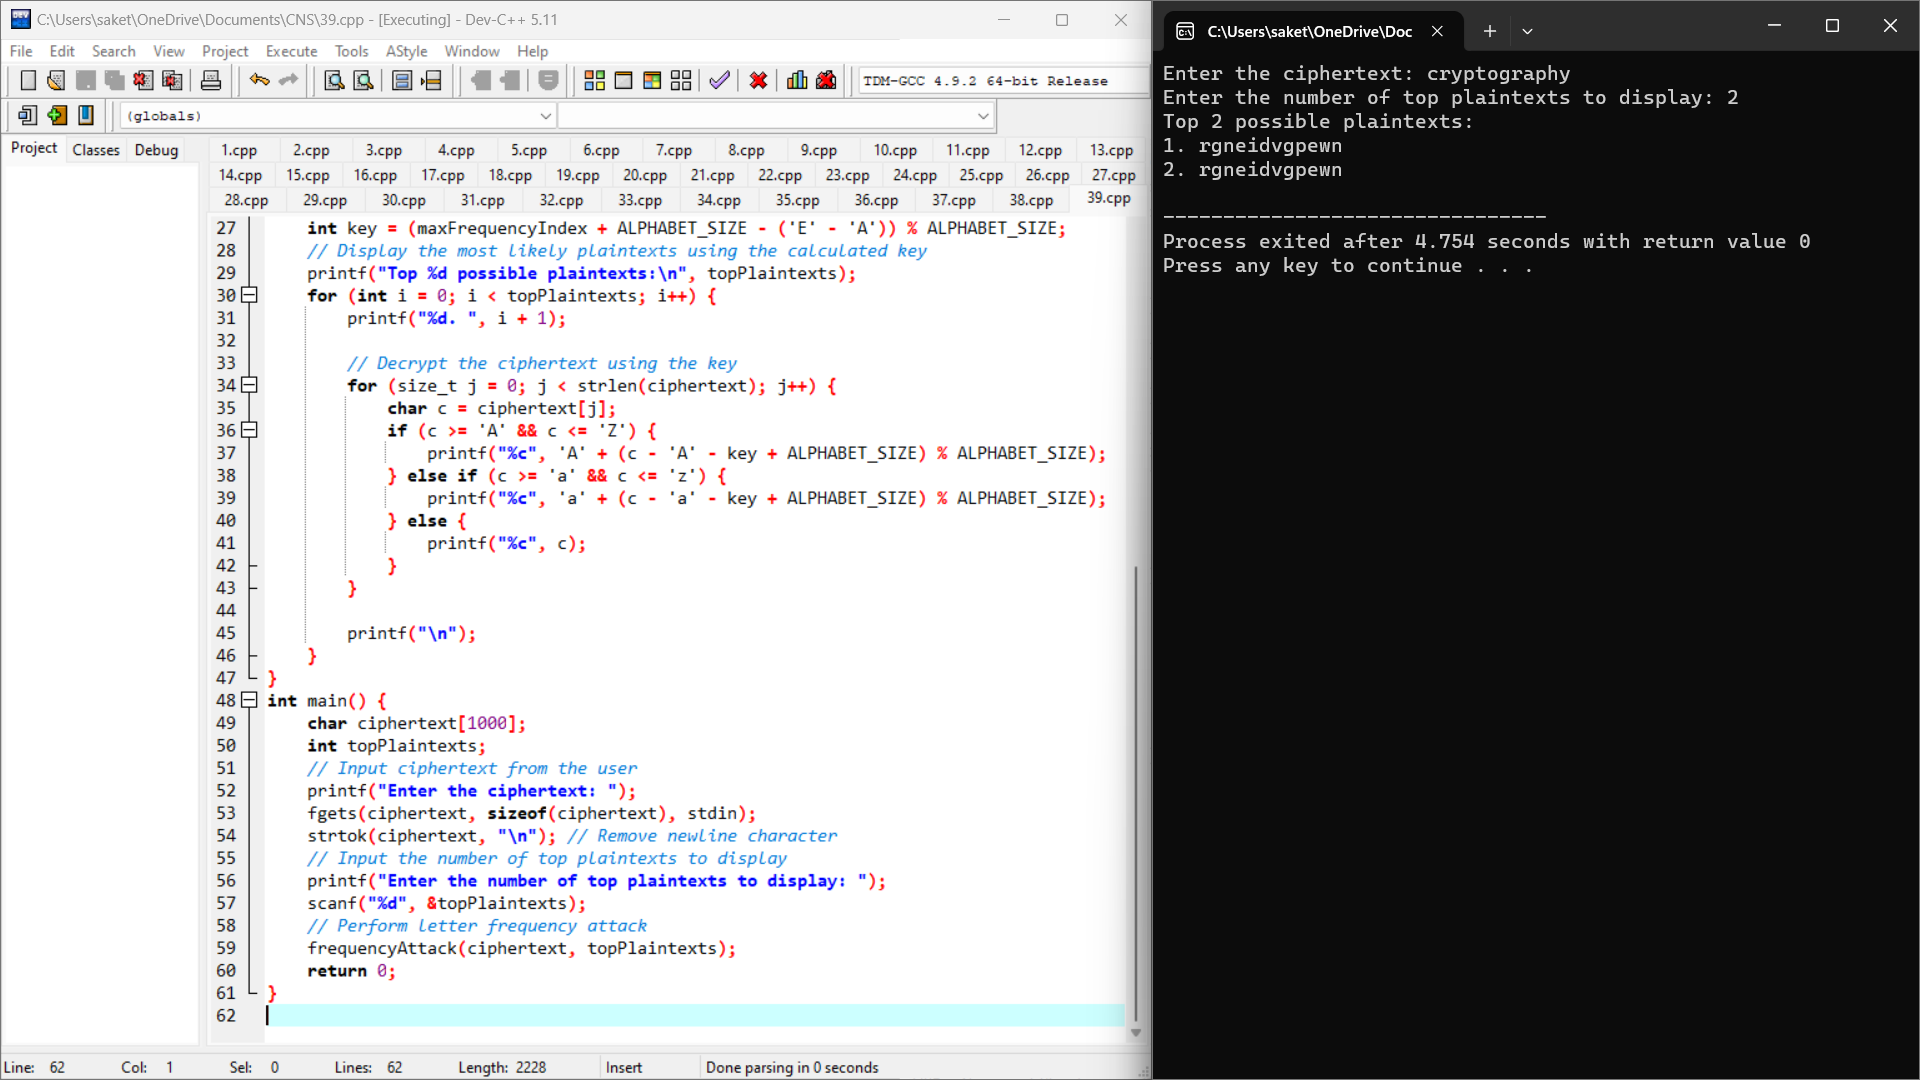 C:\Users\saket\OneDrive\Documents\CNS\39.cpp - [Executing] - Dev-C++ 5.11
File Edit Search View Project Execute Tools AStyle Window Help
TDM-GCC 4.9.2 64-bit Release
(globals)
Project Classes Debug
1.cpp 2.cpp 3.cpp 4.cpp 5.cpp 6.cpp 7.cpp 8.cpp 9.cpp 10.cpp 11.cpp 12.cpp 13.cpp
14.cpp 15.cpp 16.cpp 17.cpp 18.cpp 19.cpp 20.cpp 21.cpp 22.cpp 23.cpp 24.cpp 25.cpp 26.cpp 27.cpp
28.cpp 29.cpp 30.cpp 31.cpp 32.cpp 33.cpp 34.cpp 35.cpp 36.cpp 37.cpp 38.cpp 39.cpp
27 int key = (maxFrequencyIndex + ALPHABET_SIZE - ('E' - 'A')) % ALPHABET_SIZE;
28 // Display the most likely plaintexts using the calculated key
29 printf("Top %d possible plaintexts:\n", topPlaintexts);
30 for (int i = 0; i < topPlaintexts; i++) {
31 printf("%d. ", i + 1);
32
33 // Decrypt the ciphertext using the key
34 for (size_t j = 0; j < strlen(ciphertext); j++) {
35 char c = ciphertext[j];
36 if (c >= 'A' && c <= 'Z') {
37 printf("%c", 'A' + (c - 'A' - key + ALPHABET_SIZE) % ALPHABET_SIZE);
38 } else if (c >= 'a' && c <= 'z') {
39 printf("%c", 'a' + (c - 'a' - key + ALPHABET_SIZE) % ALPHABET_SIZE);
40 } else {
41 printf("%c", c);
42 }
43 }
44
45 printf("\n");
46 }
47 }
48 int main() {
49 char ciphertext[1000];
50 int topPlaintexts;
51 // Input ciphertext from the user
52 printf("Enter the ciphertext: ");
53 fgets(ciphertext, sizeof(ciphertext), stdin);
54 strtok(ciphertext, "\n"); // Remove newline character
55 // Input the number of top plaintexts to display
56 printf("Enter the number of top plaintexts to display: ");
57 scanf("%d", &topPlaintexts);
58 // Perform letter frequency attack
59 frequencyAttack(ciphertext, topPlaintexts);
60 return 0;
61 }
62
Line: 62 Col: 1 Sel: 0 Lines: 62 Length: 2228 Insert Done parsing in 0 seconds
C:\Users\saket\OneDrive\Doc
Enter the ciphertext: cryptography
Enter the number of top plaintexts to display: 2
Top 2 possible plaintexts:
1. rgneidvgpewn
2. rgneidvgpewn
--------------------------------
Process exited after 4.754 seconds with return value 0
Press any key to continue . . .